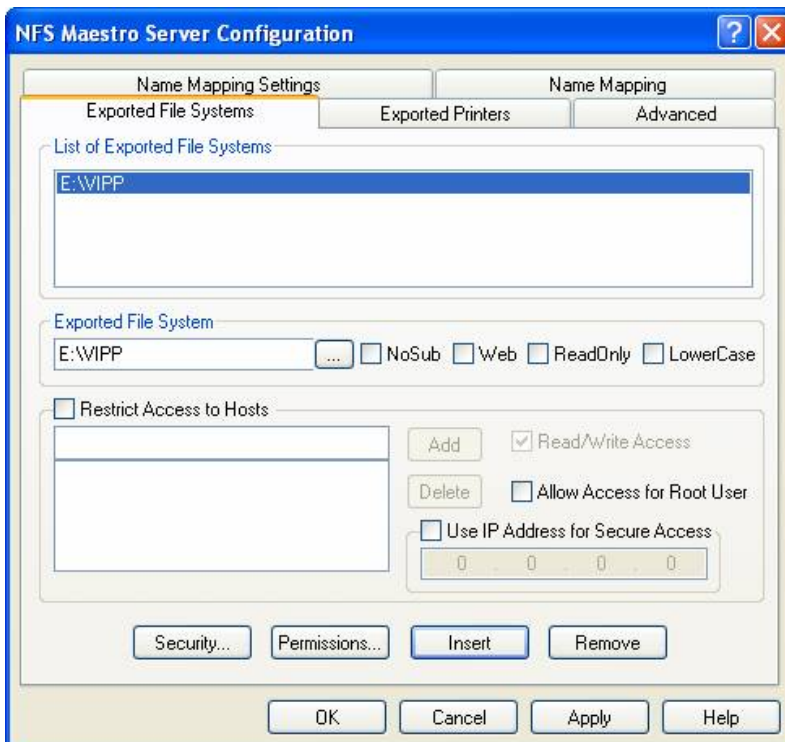 NFS Maestro Server Configuration
Name Mapping Settings Name Mapping
Exported File Systems Exported Printers Advanced
List of Exported File Systems
E:\VIPP
Exported File System
E:\VIPP ... NoSub Web ReadOnly LowerCase
Restrict Access to Hosts
Add Read/Write Access
Delete Allow Access for Root User
Use IP Address for Secure Access
0 . 0 . 0 . 0
Security... Permissions... Insert Remove
OK Cancel Apply Help